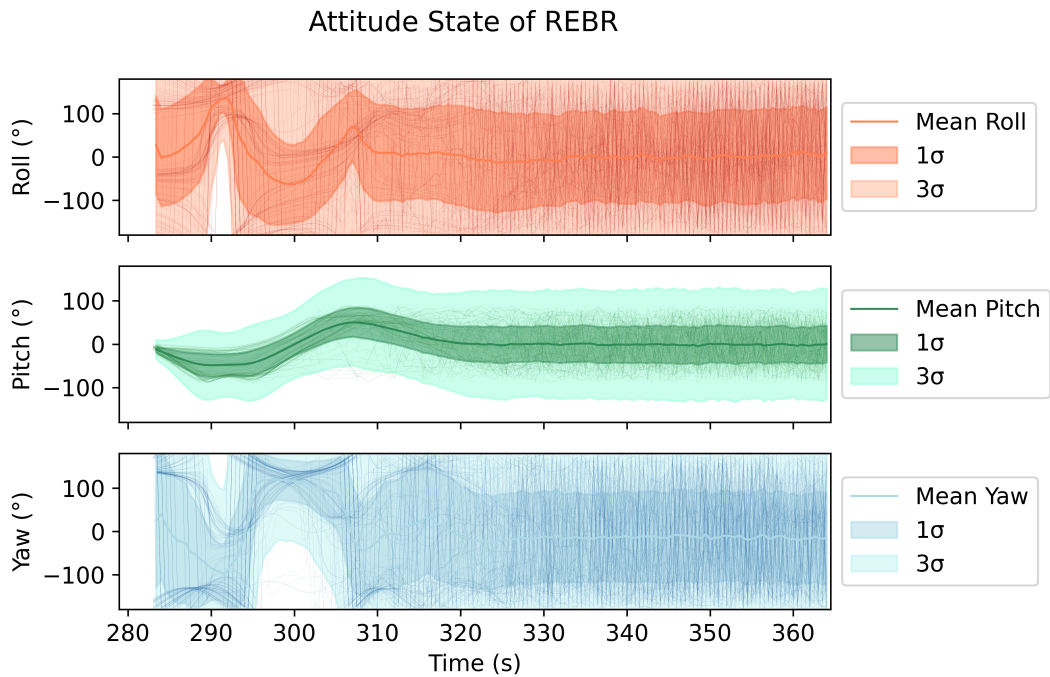 Attitude State of REBR
Roll (°)
100
0
−100
Mean Roll
1σ
3σ
Pitch (°)
100
0
−100
Mean Pitch
1σ
3σ
Yaw (°)
100
0
−100
Mean Yaw
1σ
3σ
280 290 300 310 320 330 340 350 360
Time (s)